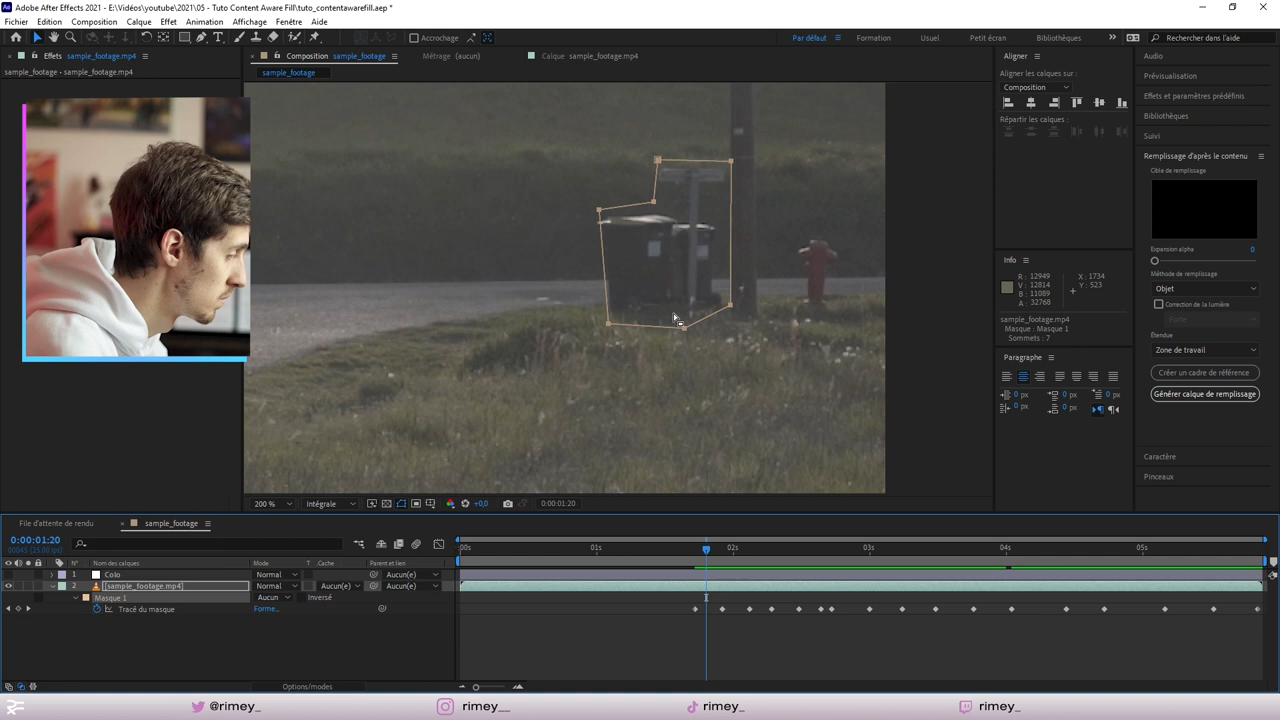 Adobe After Effects 2021 - E:\Vidéos\youtube\2021\05 - Tuto Content Aware Fill\tuto_contentawarefill.aep *
Fichier Edition Composition Calque Effet Animation Affichage Fenêtre Aide
Accrochage
Par défaut Formation Usuel Petit écran Bibliothèques Rechercher dans l'aide
Effets sample_footage.mp4
Composition sample_footage
Métrage (aucun)
Calque sample_footage.mp4
sample_footage • sample_footage.mp4
sample_footage
Aligner
Aligner les calques sur :
Composition
Répartir les calques :
Info
R : 12949
V : 12814
B : 11089
A : 32768
X : 1734
Y : 523
sample_footage.mp4
Masque : Masque 1
Sommets : 7
Paragraphe
0 px 0 px 0 px
0 px 0 px
Audio
Prévisualisation
Effets et paramètres prédéfinis
Bibliothèques
Suivi
Remplissage d'après le contenu
Cible de remplissage
Expansion alpha 0
Méthode de remplissage
Objet
Correction de la lumière
Forte
Étendue
Zone de travail
Créer un cadre de référence
Générer calque de remplissage
Caractère
Pinceaux
200 % Intégrale +0,0 0:00:01:20
File d'attente de rendu
sample_footage
0:00:01:20
00045 (25.00 ips)
N° Nom des calques Mode T .Cache Parent et lien
:00s 01s 02s 03s 04s 05s
1 Colo Normal Aucun(e)
2 [sample_footage.mp4] Normal Aucun(e) Aucun(e)
Masque 1 Aucun Inversé
Tracé du masque Forme...
Options/modes
@rimey_ rimey__ rimey_ rimey_